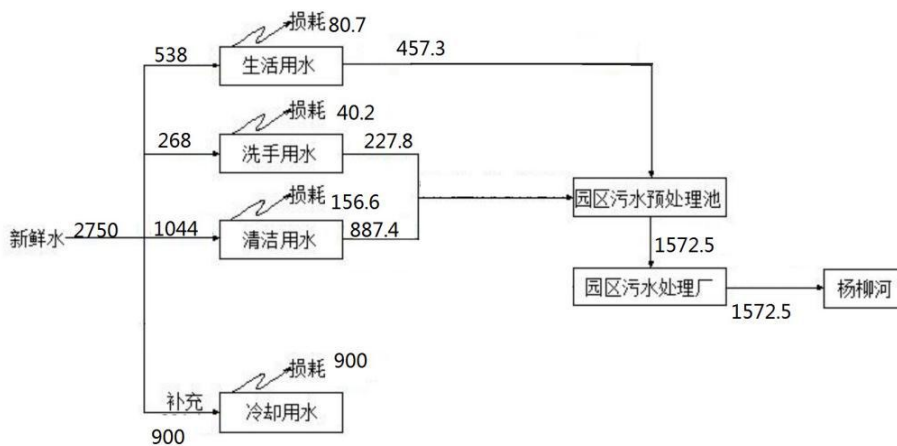 损耗 80.7
538
生活用水
457.3
损耗 40.2
268
洗手用水
227.8
损耗 156.6
新鲜水 2750
1044
清洁用水
887.4
园区污水预处理池
1572.5
园区污水处理厂
1572.5
杨柳河
损耗 900
补充
900
冷却用水